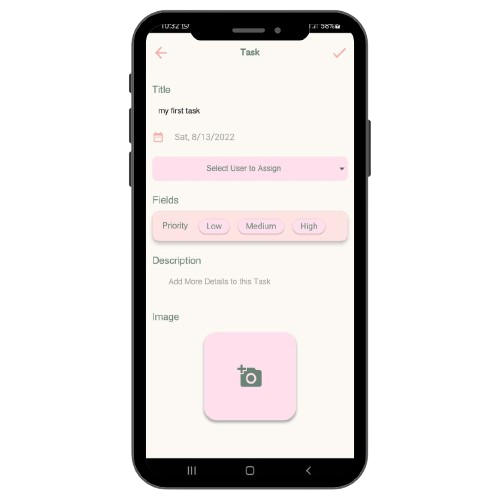 10:32
58%
Task
Title
my first task
Sat, 8/13/2022
Select User to Assign
Fields
Priority Low Medium High
Description
Add More Details to this Task
Image